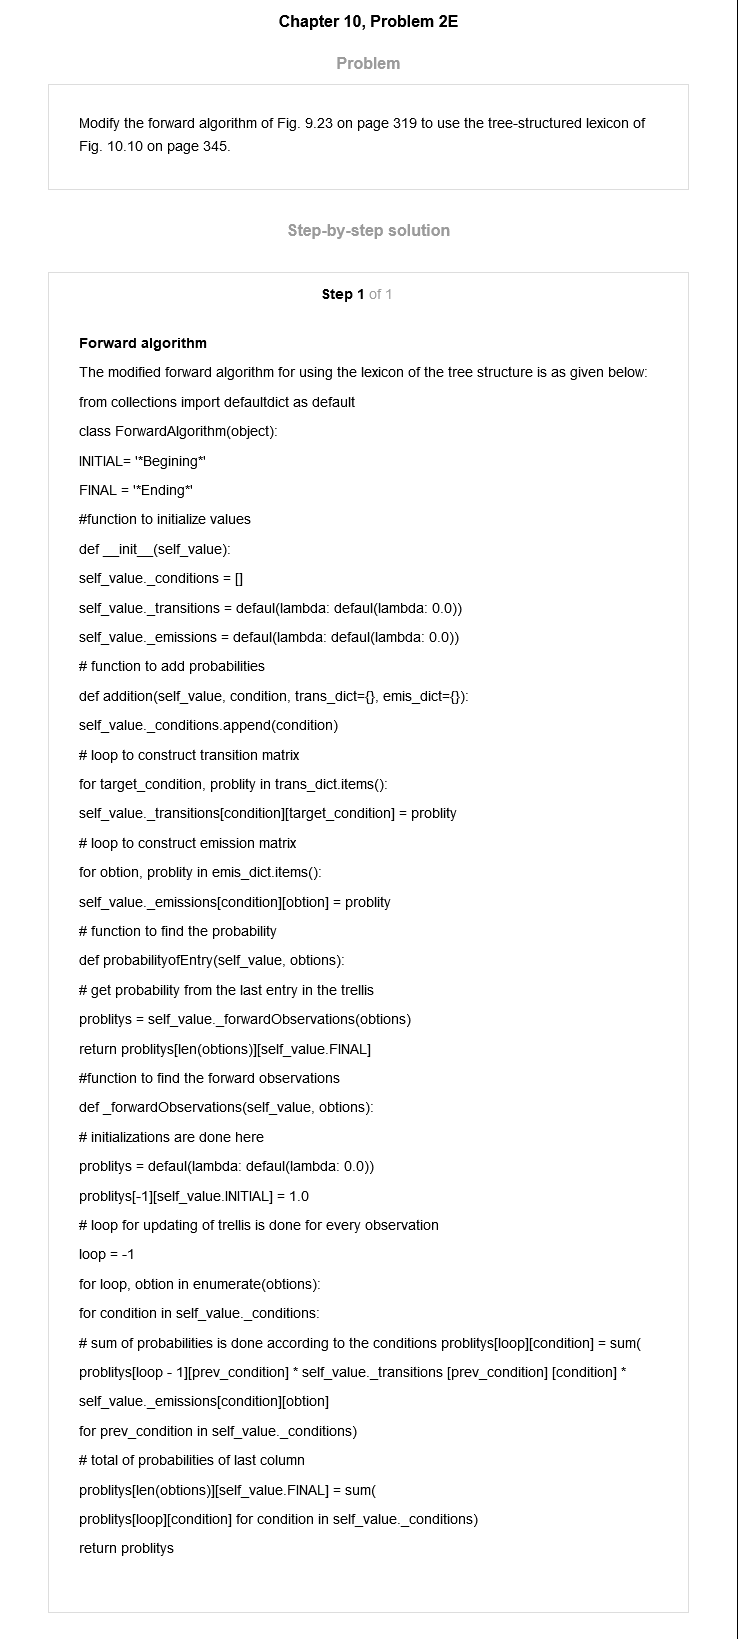 Chapter 10, Problem 2E
Problem
Modify the forward algorithm of Fig. 9.23 on page 319 to use the tree-structured lexicon of
Fig. 10.10 on page 345.
Step-by-step solution
Step 1 of 1
Forward algorithm
The modified forward algorithm for using the lexicon of the tree structure is as given below:
from collections import defaultdict as default
class ForwardAlgorithm(object):
INITIAL= '*Begining*'
FINAL = '*Ending*'
#function to initialize values
def __init__(self_value):
self_value._conditions = []
self_value._transitions = defaul(lambda: defaul(lambda: 0.0))
self_value._emissions = defaul(lambda: defaul(lambda: 0.0))
# function to add probabilities
def addition(self_value, condition, trans_dict={}, emis_dict={}):
self_value._conditions.append(condition)
# loop to construct transition matrix
for target_condition, problity in trans_dict.items():
self_value._transitions[condition][target_condition] = problity
# loop to construct emission matrix
for obtion, problity in emis_dict.items():
self_value._emissions[condition][obtion] = problity
# function to find the probability
def probabilityofEntry(self_value, obtions):
# get probability from the last entry in the trellis
problitys = self_value._forwardObservations(obtions)
return problitys[len(obtions)][self_value.FINAL]
#function to find the forward observations
def _forwardObservations(self_value, obtions):
# initializations are done here
problitys = defaul(lambda: defaul(lambda: 0.0))
problitys[-1][self_value.INITIAL] = 1.0
# loop for updating of trellis is done for every observation
loop = -1
for loop, obtion in enumerate(obtions):
for condition in self_value._conditions:
# sum of probabilities is done according to the conditions problitys[loop][condition] = sum(
problitys[loop - 1][prev_condition] * self_value._transitions [prev_condition] [condition] *
self_value._emissions[condition][obtion]
for prev_condition in self_value._conditions)
# total of probabilities of last column
problitys[len(obtions)][self_value.FINAL] = sum(
problitys[loop][condition] for condition in self_value._conditions)
return problitys